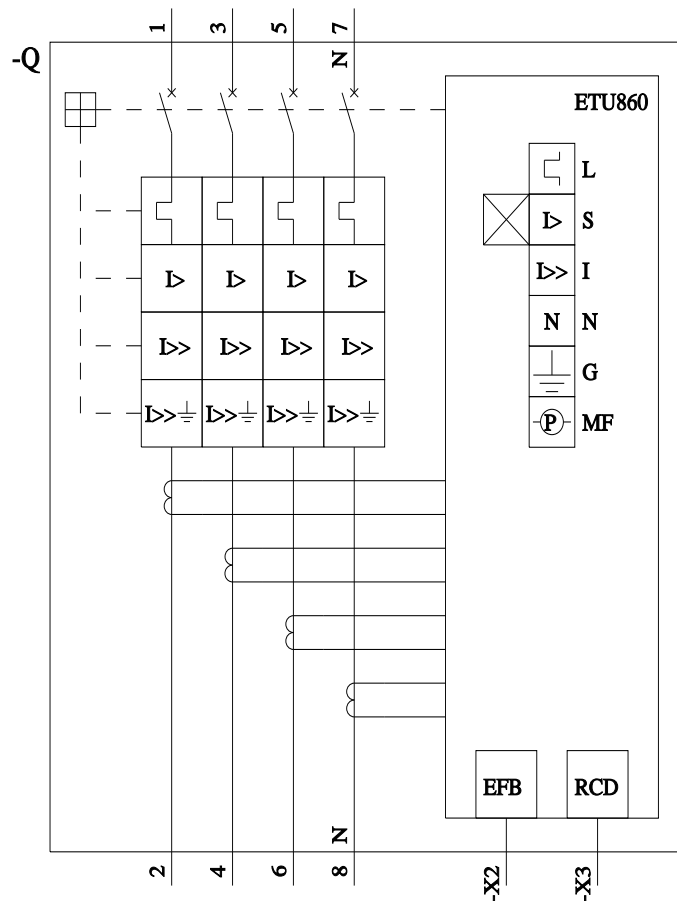 1 3 5 7
-Q N
ETU860
L
I> S
I> I> I> I> I>> I
N N
I>> I>> I>> I>> G
I>> I>> I>> I>> P MF
EFB RCD
N
2 4 6 8 -X2 -X3